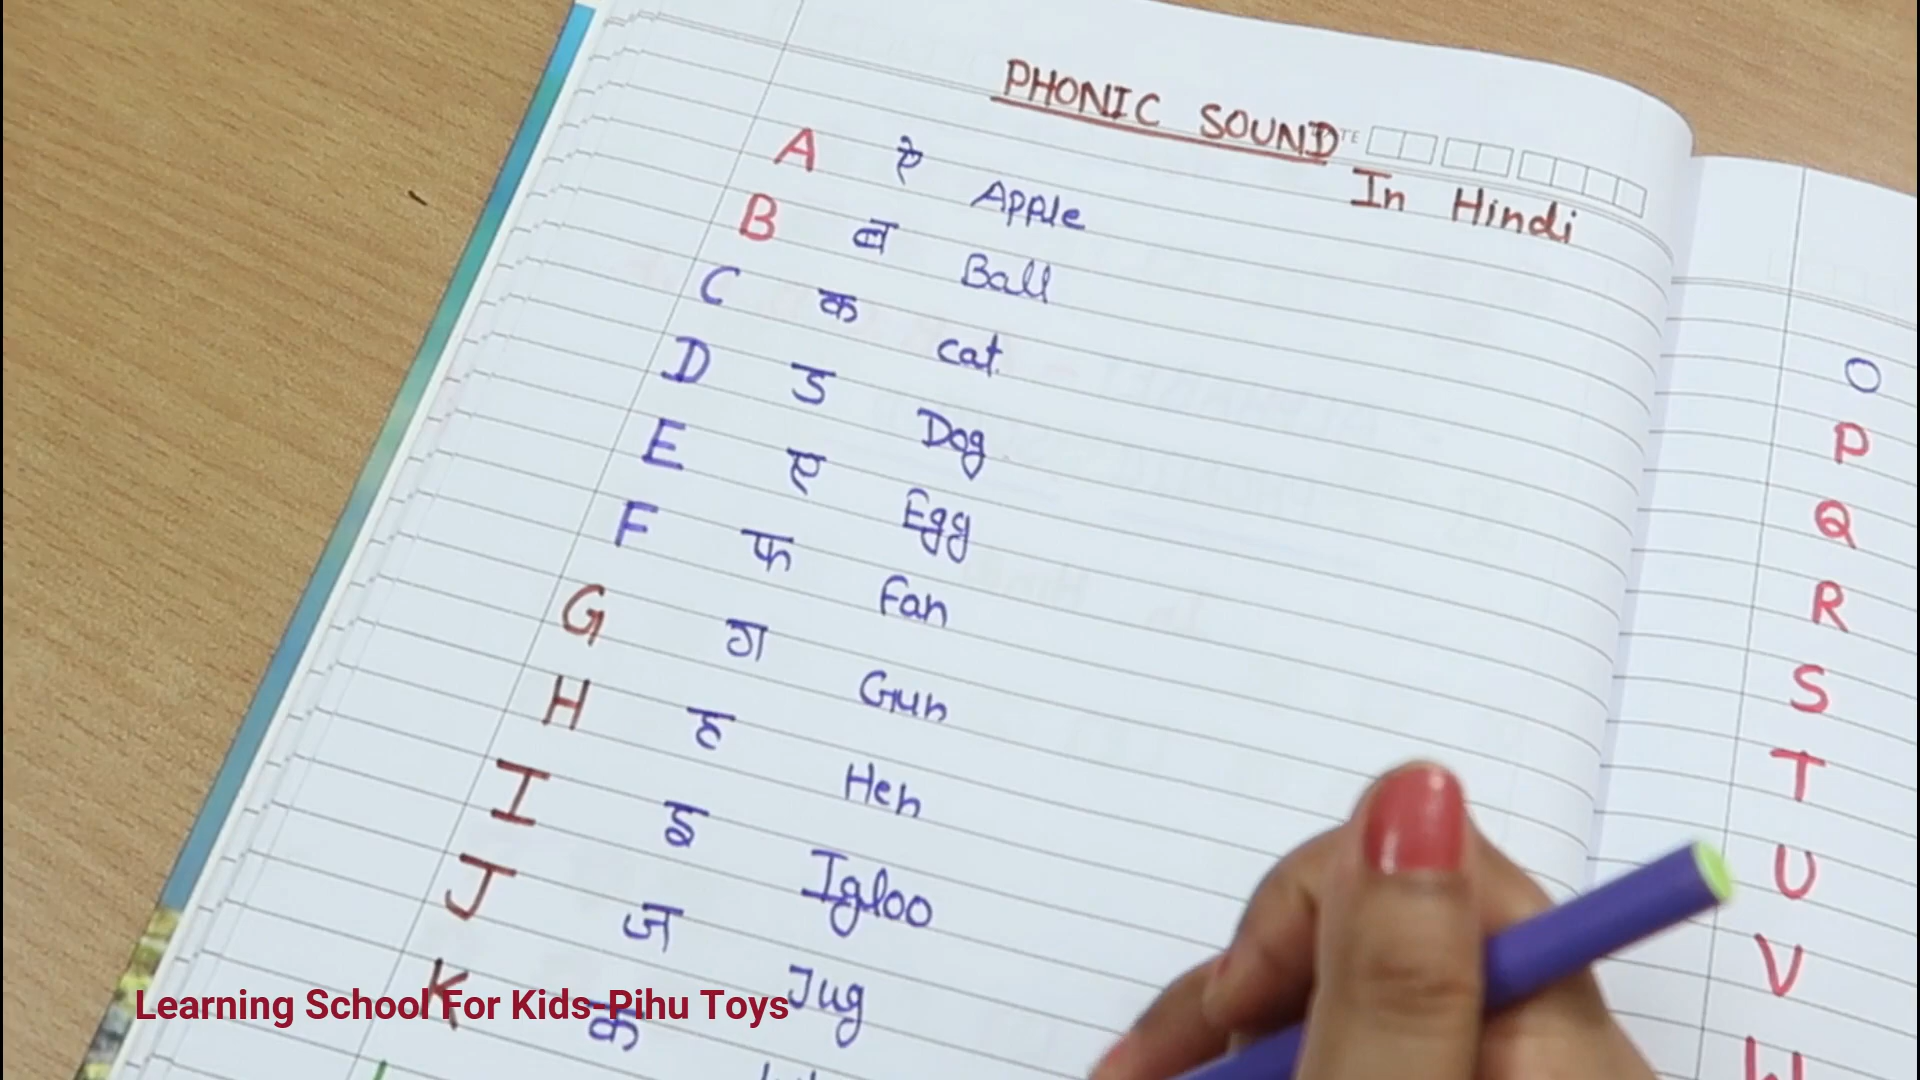 PHONIC SOUND
In Hindi
A ऐ Apple
B ब Ball
C क cat
D ड Dog
E ए Egg
F फ Fan
G ग Gun
H ह Hen
I इ Igloo
J ज Jug
K क
Learning School For Kids-Pihu Toys
O
P
Q
R
S
T
U
V
W